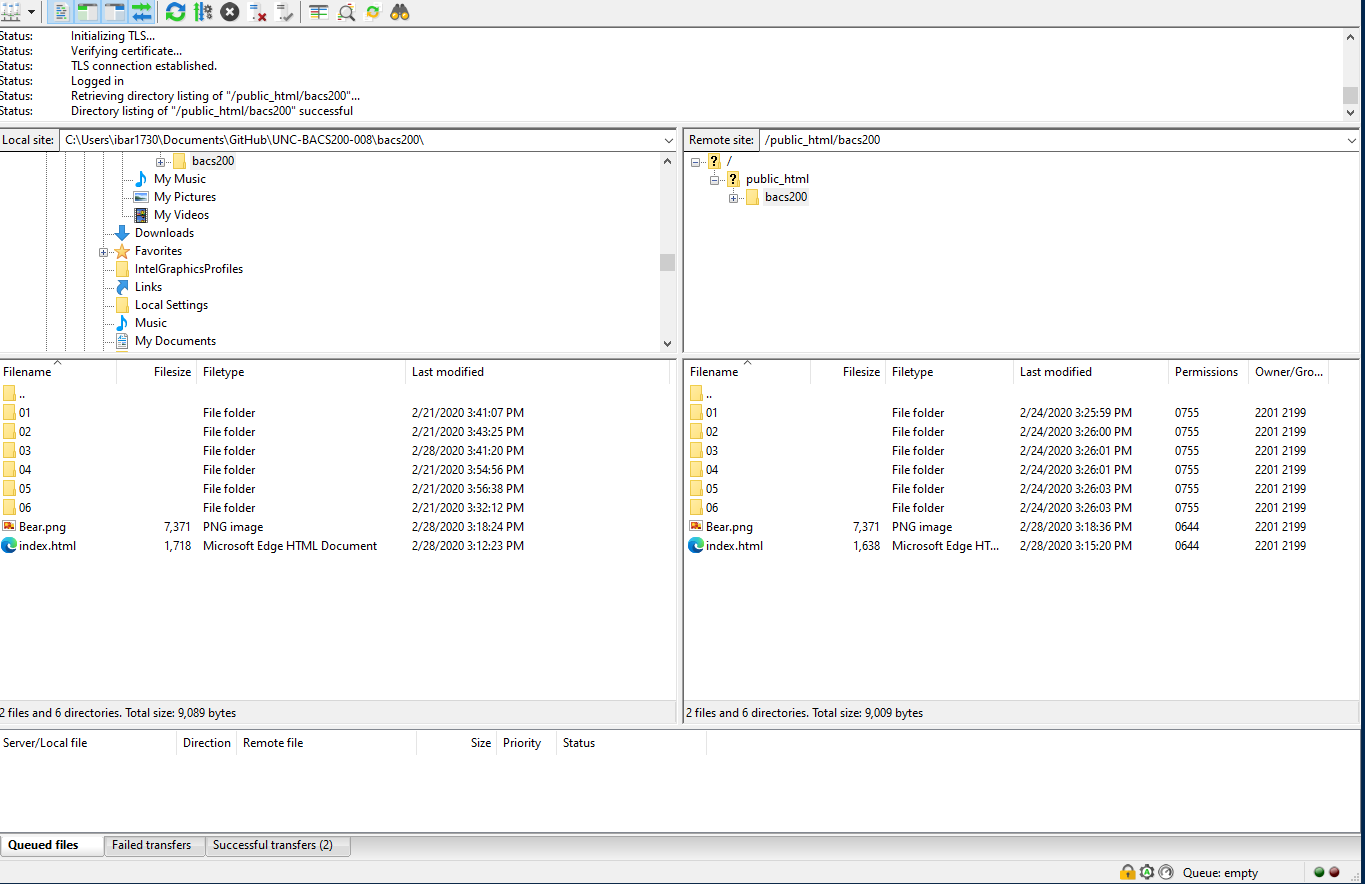 Status: Initializing TLS...
Status: Verifying certificate...
Status: TLS connection established.
Status: Logged in
Status: Retrieving directory listing of "/public_html/bacs200"...
Status: Directory listing of "/public_html/bacs200" successful
Local site: C:\Users\ibar1730\Documents\GitHub\UNC-BACS200-008\bacs200\
bacs200
My Music
My Pictures
My Videos
Downloads
Favorites
IntelGraphicsProfiles
Links
Local Settings
Music
My Documents
Remote site: /public_html/bacs200
/
public_html
bacs200
Filename Filesize Filetype Last modified
..
01 File folder 2/21/2020 3:41:07 PM
02 File folder 2/21/2020 3:43:25 PM
03 File folder 2/28/2020 3:41:20 PM
04 File folder 2/21/2020 3:54:56 PM
05 File folder 2/21/2020 3:56:38 PM
06 File folder 2/21/2020 3:32:12 PM
Bear.png 7,371 PNG image 2/28/2020 3:18:24 PM
index.html 1,718 Microsoft Edge HTML Document 2/28/2020 3:12:23 PM
2 files and 6 directories. Total size: 9,089 bytes
Filename Filesize Filetype Last modified Permissions Owner/Gro...
..
01 File folder 2/24/2020 3:25:59 PM 0755 2201 2199
02 File folder 2/24/2020 3:26:00 PM 0755 2201 2199
03 File folder 2/24/2020 3:26:01 PM 0755 2201 2199
04 File folder 2/24/2020 3:26:01 PM 0755 2201 2199
05 File folder 2/24/2020 3:26:03 PM 0755 2201 2199
06 File folder 2/24/2020 3:26:03 PM 0755 2201 2199
Bear.png 7,371 PNG image 2/28/2020 3:18:36 PM 0644 2201 2199
index.html 1,638 Microsoft Edge HT... 2/28/2020 3:15:20 PM 0644 2201 2199
2 files and 6 directories. Total size: 9,009 bytes
Server/Local file Direction Remote file Size Priority Status
Queued files Failed transfers Successful transfers (2)
Queue: empty